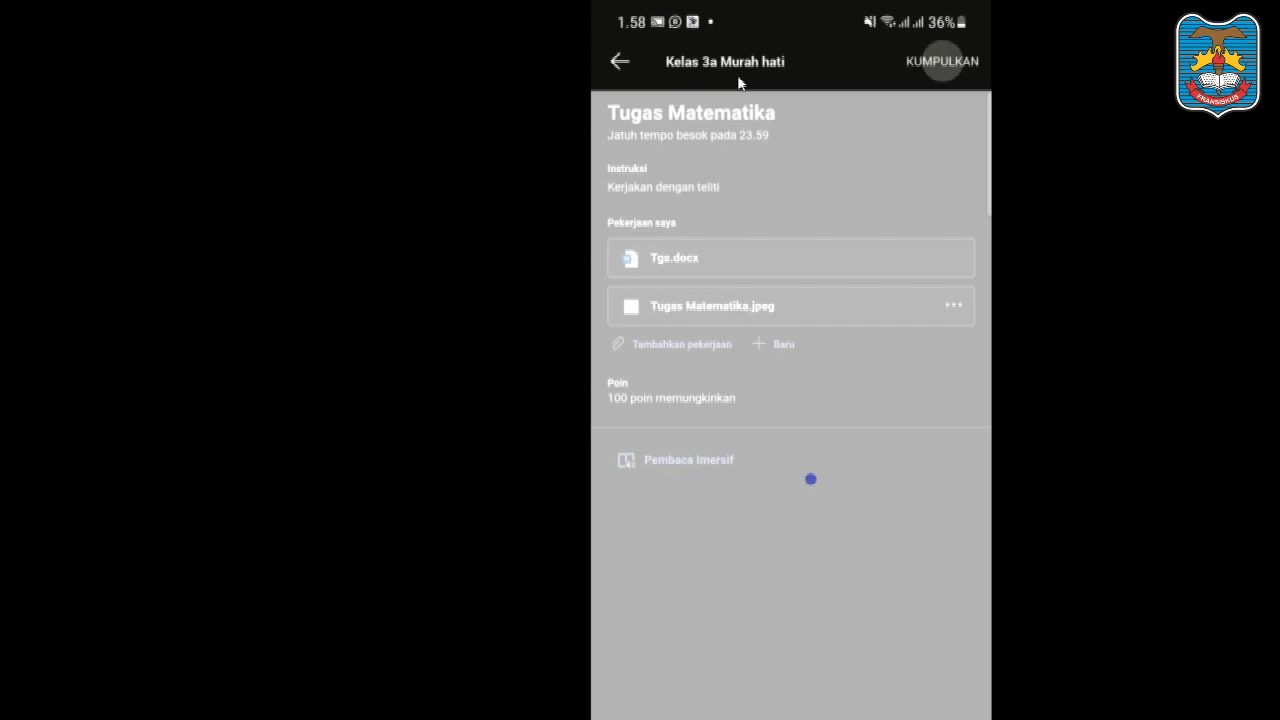 1.58
36%
Kelas 3a Murah hati
KUMPULKAN
Tugas Matematika
Jatuh tempo besok pada 23.59
Instruksi
Kerjakan dengan teliti
Pekerjaan saya
Tgs.docx
Tugas Matematika.jpeg
Tambahkan pekerjaan
Baru
Poin
100 poin memungkinkan
Pembaca Imersif
FRANSISKUS